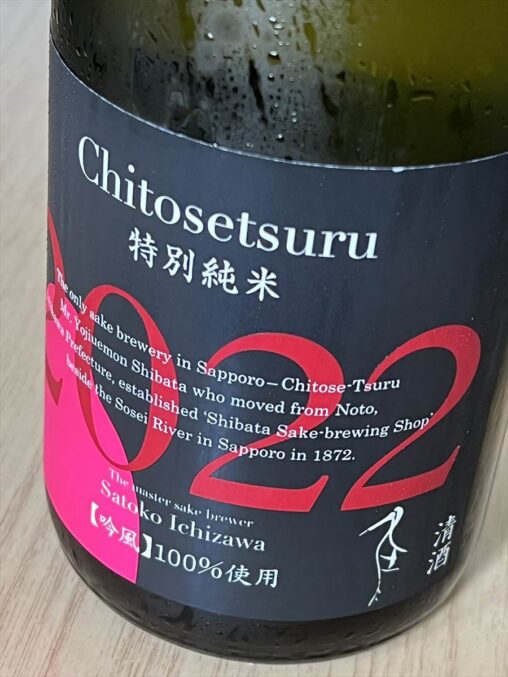 Chitosetsuru
特別純米
2022
The only sake brewery in Sapporo–Chitose-Tsuru
Mr. Yojiuemon Shibata who moved from Noto,
Prefecture, established ‘Shibata Sake-brewing Shop’
beside the Sosei River in Sapporo in 1872.
The master sake brewer
Satoko Ichizawa
【吟風】100%使用
清酒